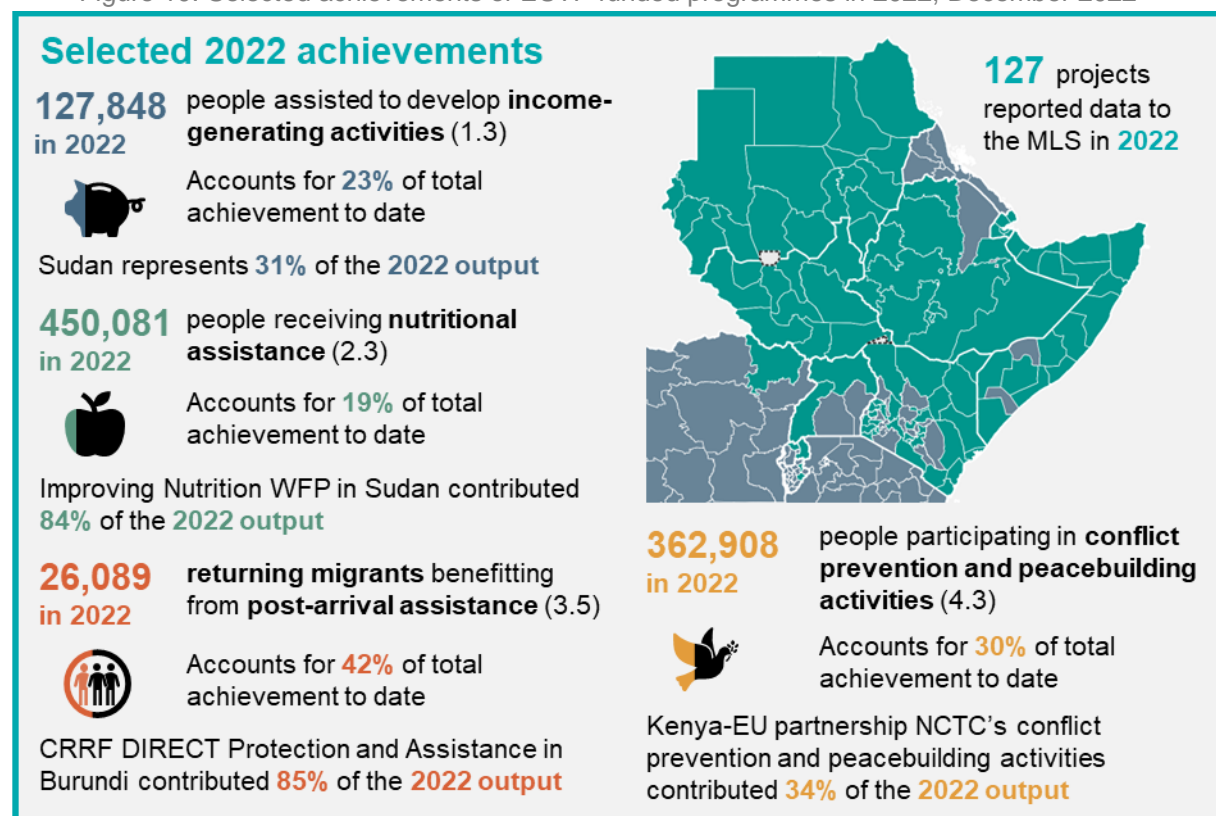 Selected 2022 achievements
127,848
in 2022
people assisted to develop income-
generating activities (1.3)
Accounts for 23% of total
achievement to date
Sudan represents 31% of the 2022 output
450,081
in 2022
people receiving nutritional
assistance (2.3)
Accounts for 19% of total
achievement to date
Improving Nutrition WFP in Sudan contributed
84% of the 2022 output
26,089
in 2022
returning migrants benefitting
from post-arrival assistance (3.5)
Accounts for 42% of total
achievement to date
CRRF DIRECT Protection and Assistance in
Burundi contributed 85% of the 2022 output
127 projects
reported data to
the MLS in 2022
362,908
in 2022
people participating in conflict
prevention and peacebuilding
activities (4.3)
Accounts for 30% of total
achievement to date
Kenya-EU partnership NCTC's conflict
prevention and peacebuilding activities
contributed 34% of the 2022 output